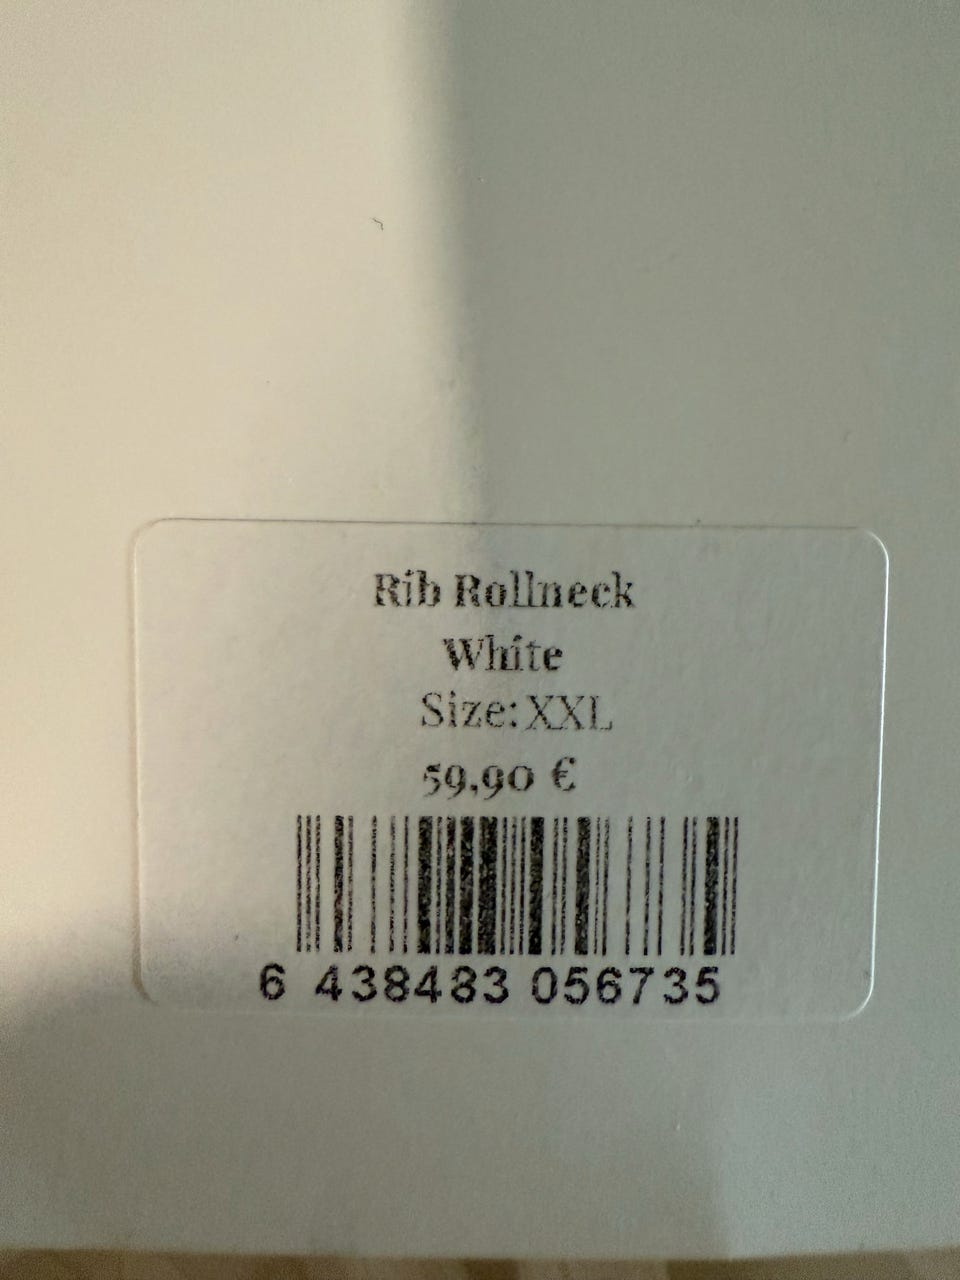 Rib Rollneck
White
Size: XXL
59,90 €
6 438483 056735